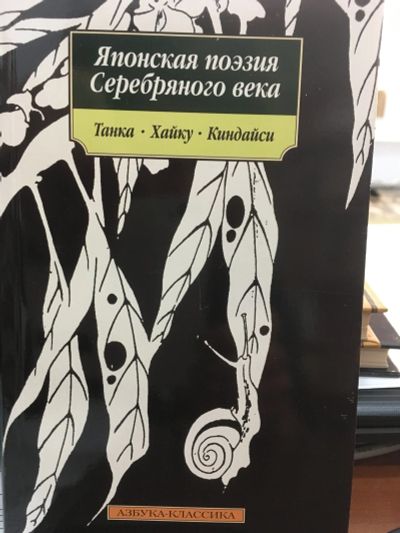 Японская поэзия
Серебряного века
Танка · Хайку · Киндайси
АЗБУКА-КЛАССИКА